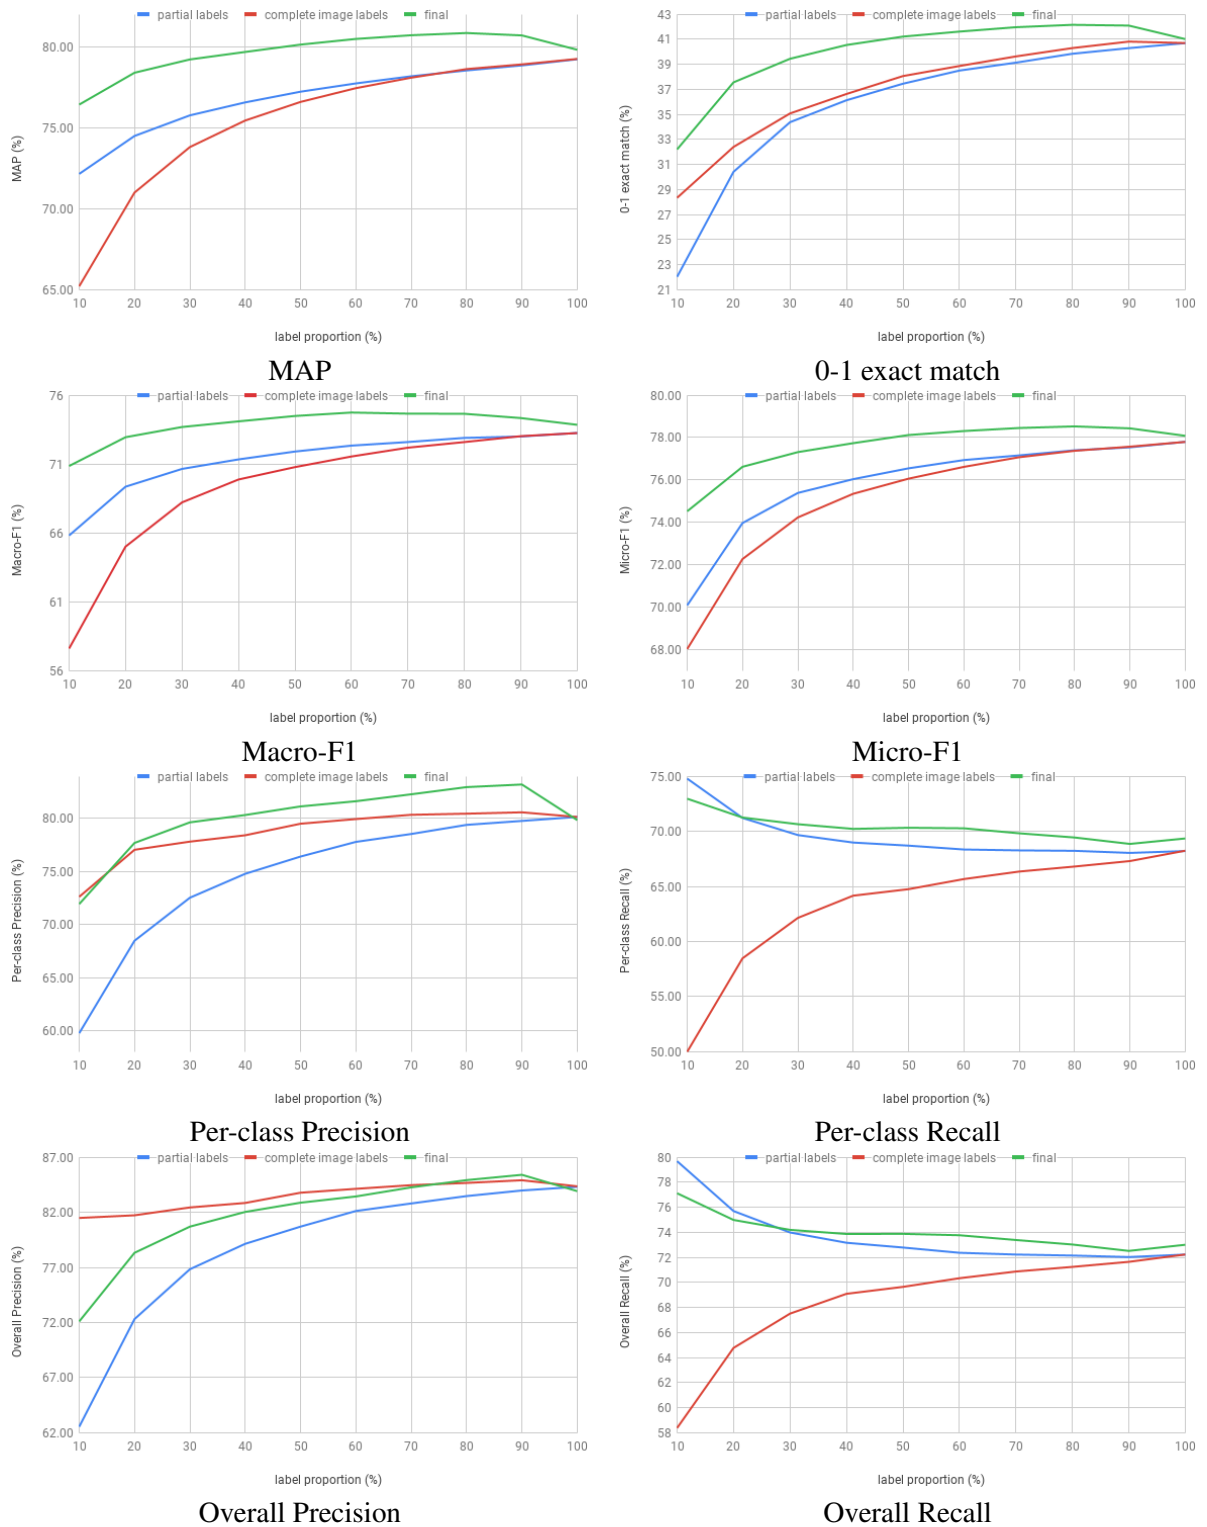 partial labels complete image labels final
80.00
75.00
70.00
65.00
MAP (%)
10 20 30 40 50 60 70 80 90 100
label proportion (%)
MAP
partial labels complete image labels final
43
41
39
37
35
33
31
29
27
25
23
21
0-1 exact match (%)
10 20 30 40 50 60 70 80 90 100
label proportion (%)
0-1 exact match
partial labels complete image labels final
76
71
66
61
56
Macro-F1 (%)
10 20 30 40 50 60 70 80 90 100
label proportion (%)
Macro-F1
partial labels complete image labels final
80.00
78.00
76.00
74.00
72.00
70.00
68.00
Micro-F1 (%)
10 20 30 40 50 60 70 80 90 100
label proportion (%)
Micro-F1
partial labels complete image labels final
80.00
75.00
70.00
65.00
60.00
Per-class Precision (%)
10 20 30 40 50 60 70 80 90 100
label proportion (%)
Per-class Precision
partial labels complete image labels final
75.00
70.00
65.00
60.00
55.00
50.00
Per-class Recall (%)
10 20 30 40 50 60 70 80 90 100
label proportion (%)
Per-class Recall
partial labels complete image labels final
87.00
82.00
77.00
72.00
67.00
62.00
Overall Precision (%)
10 20 30 40 50 60 70 80 90 100
label proportion (%)
Overall Precision
partial labels complete image labels final
80
78
76
74
72
70
68
66
64
62
60
58
Overall Recall (%)
10 20 30 40 50 60 70 80 90 100
label proportion (%)
Overall Recall